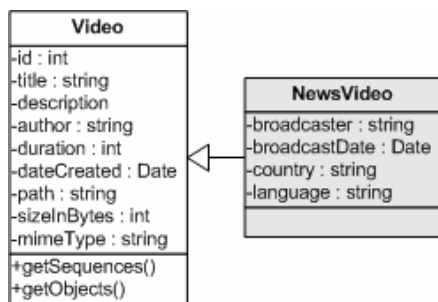 Video
-id : int
-title : string
-description
-author : string
-duration : int
-dateCreated : Date
-path : string
-sizeInBytes : int
-mimeType : string
+getSequences()
+getObjects()
NewsVideo
-broadcaster : string
-broadcastDate : Date
-country : string
-language : string